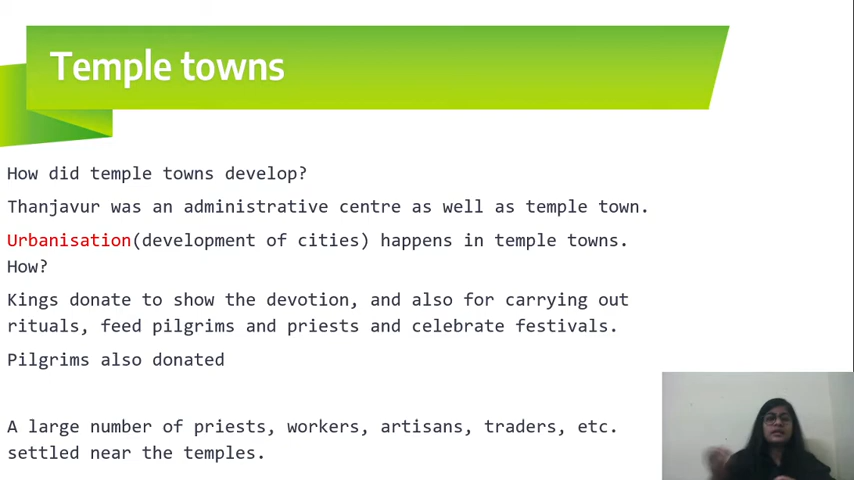 Temple towns
How did temple towns develop?
Thanjavur was an administrative centre as well as temple town.
Urbanisation(development of cities) happens in temple towns.
How?
Kings donate to show the devotion, and also for carrying out
rituals, feed pilgrims and priests and celebrate festivals.
Pilgrims also donated
A large number of priests, workers, artisans, traders, etc.
settled near the temples.